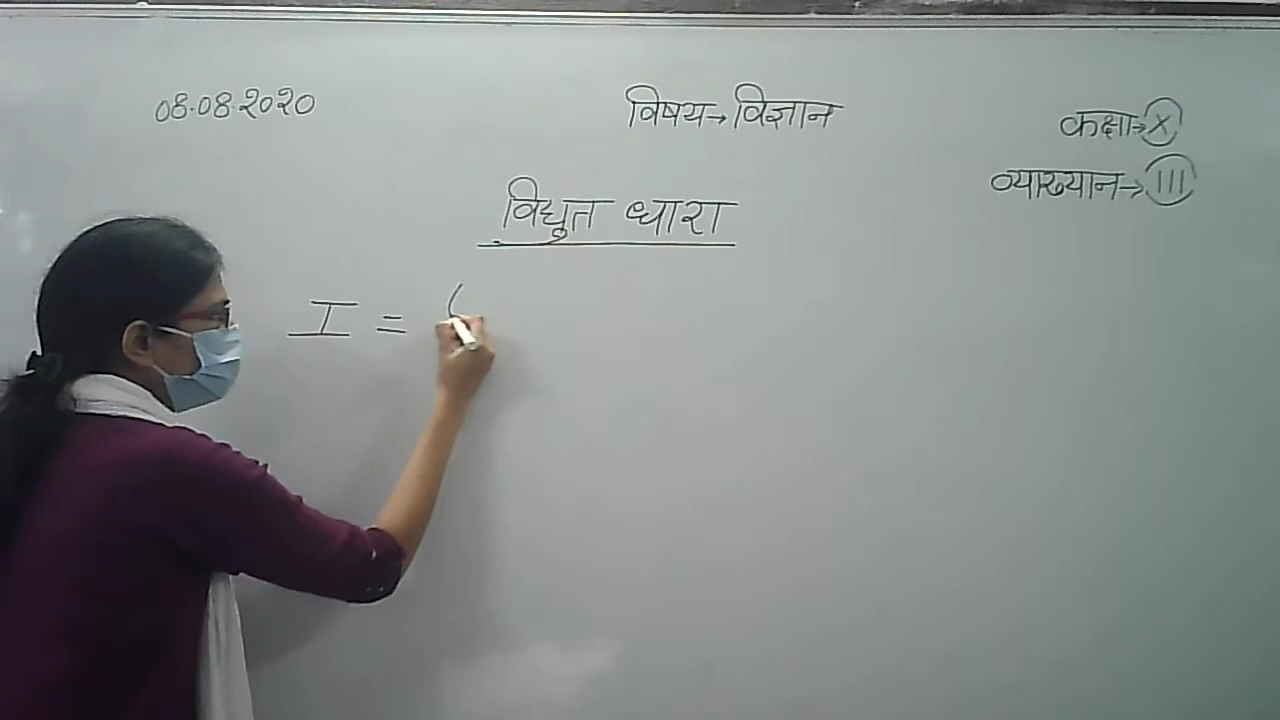 08.08.2020
विषय→विज्ञान
कक्षा→X
व्याख्यान→III
विद्युत धारा
I =